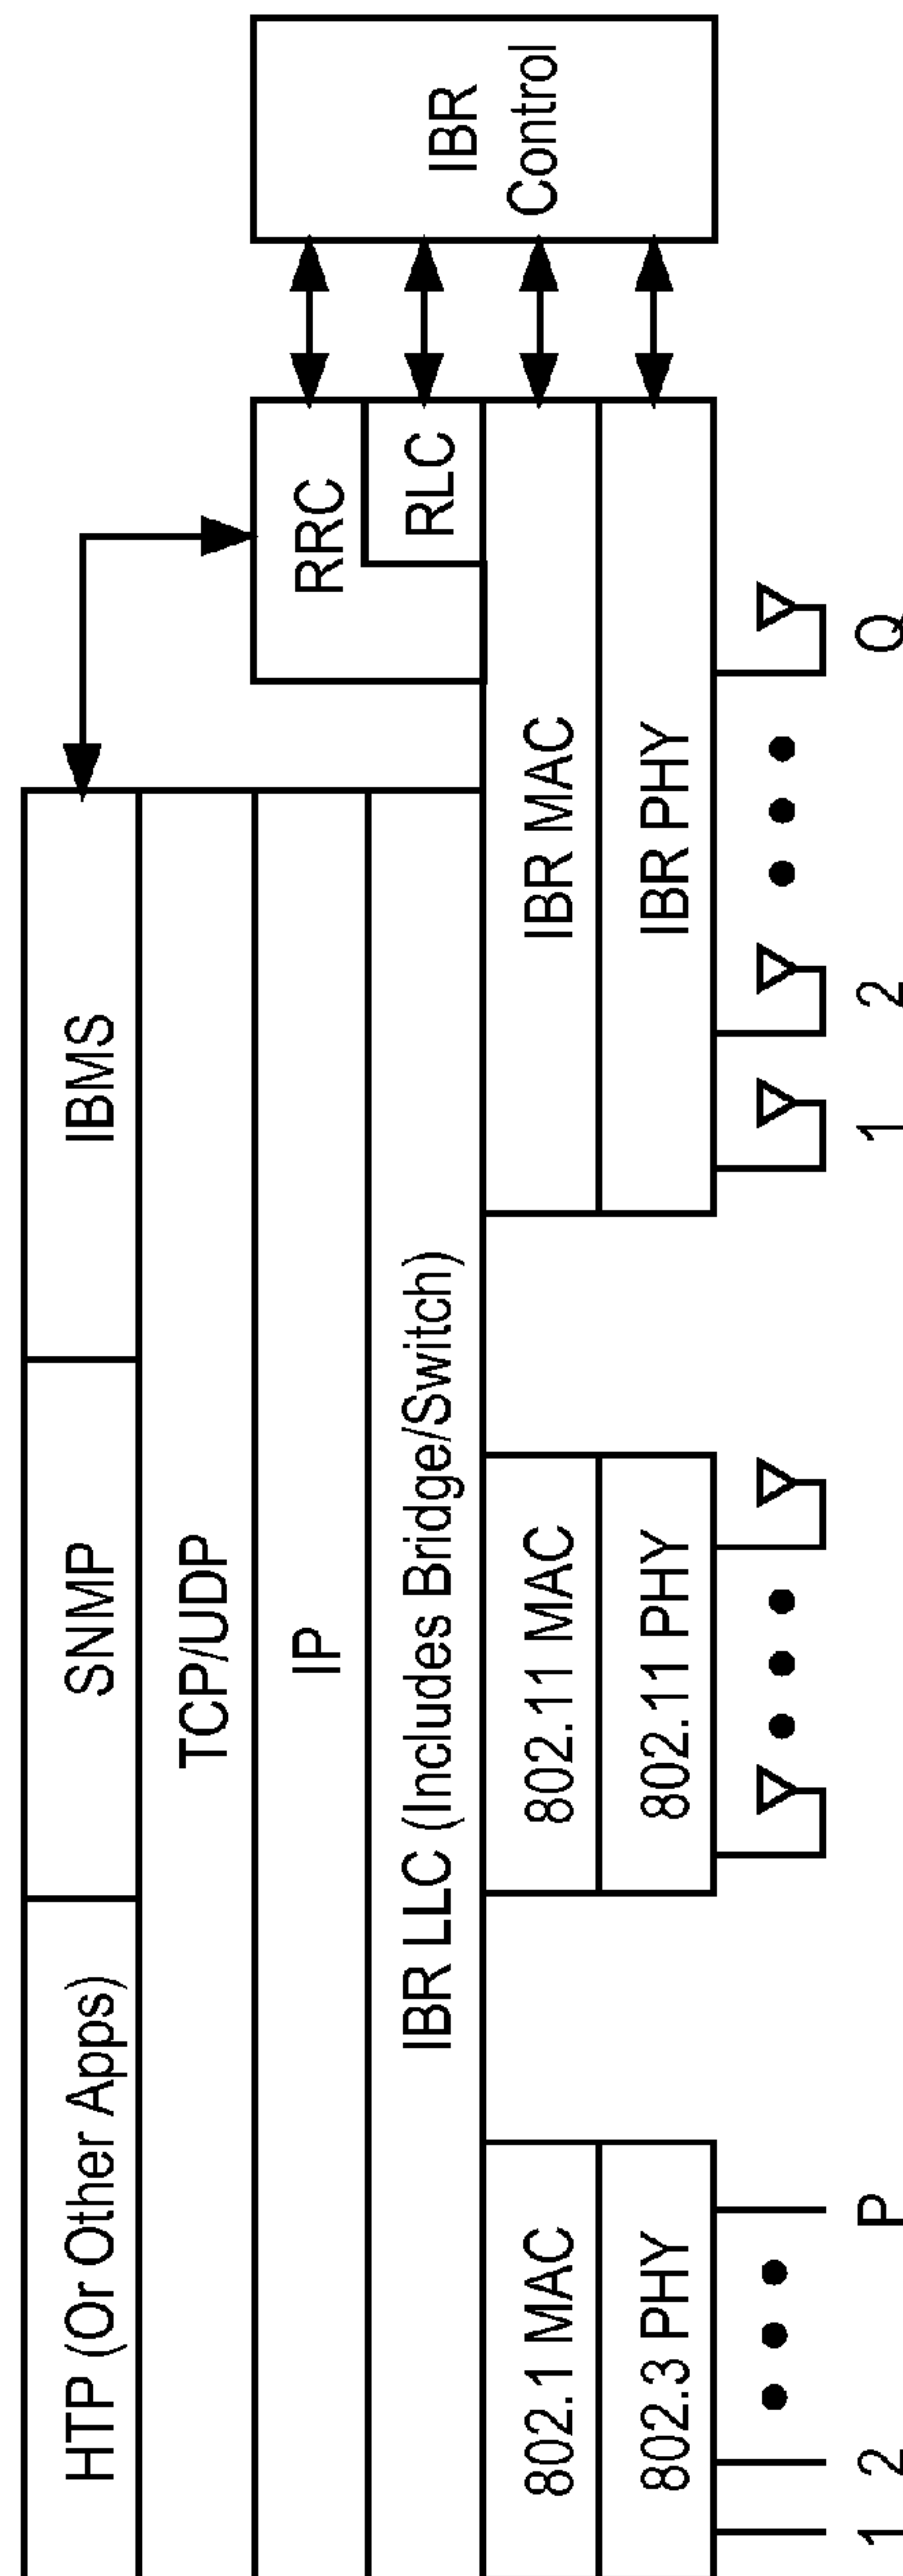 HTP (Or Other Apps)
SNMP
IBMS
TCP/UDP
IP
IBR LLC (Includes Bridge/Switch)
RRC
RLC
IBR
Control
802.1 MAC
802.11 MAC
IBR MAC
802.3 PHY
802.11 PHY
IBR PHY
1
2
P
1
2
Q